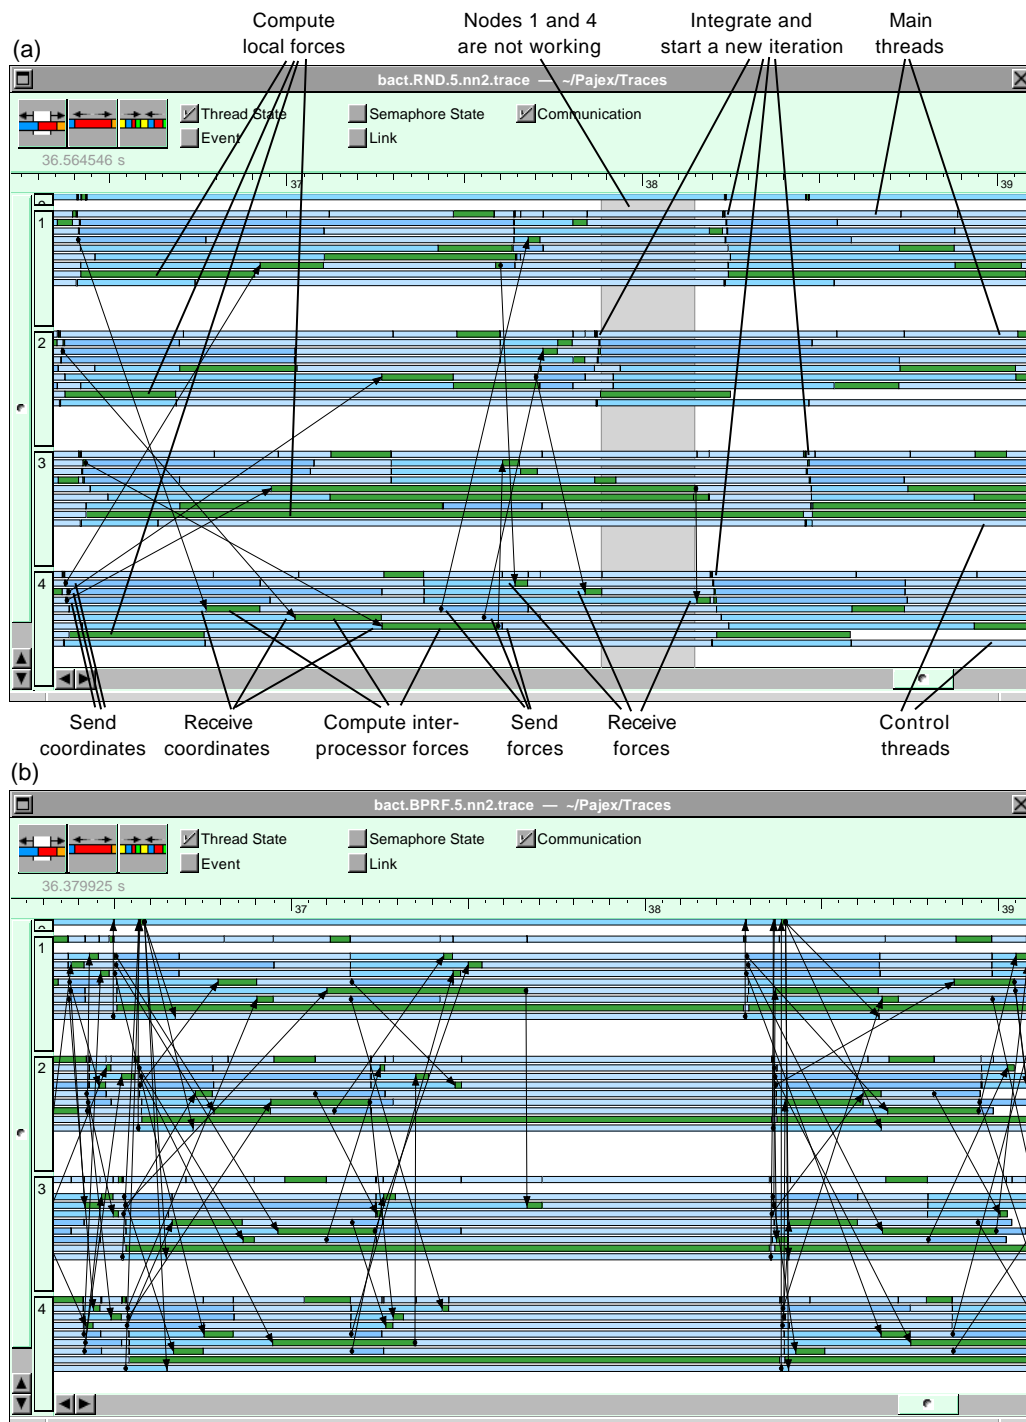 Compute
local forces
Nodes 1 and 4
are not working
Integrate and
start a new iteration
Main
threads
(a)
bact.RND.5.nn2.trace — ~/Pajex/Traces
Thread State
Semaphore State
Communication
Event
Link
36.564546 s
37
38
39
0
1
2
3
4
Send
coordinates
Receive
coordinates
Compute inter-
processor forces
Send
forces
Receive
forces
Control
threads
(b)
bact.BPRF.5.nn2.trace — ~/Pajex/Traces
Thread State
Semaphore State
Communication
Event
Link
36.379925 s
37
38
39
0
1
2
3
4